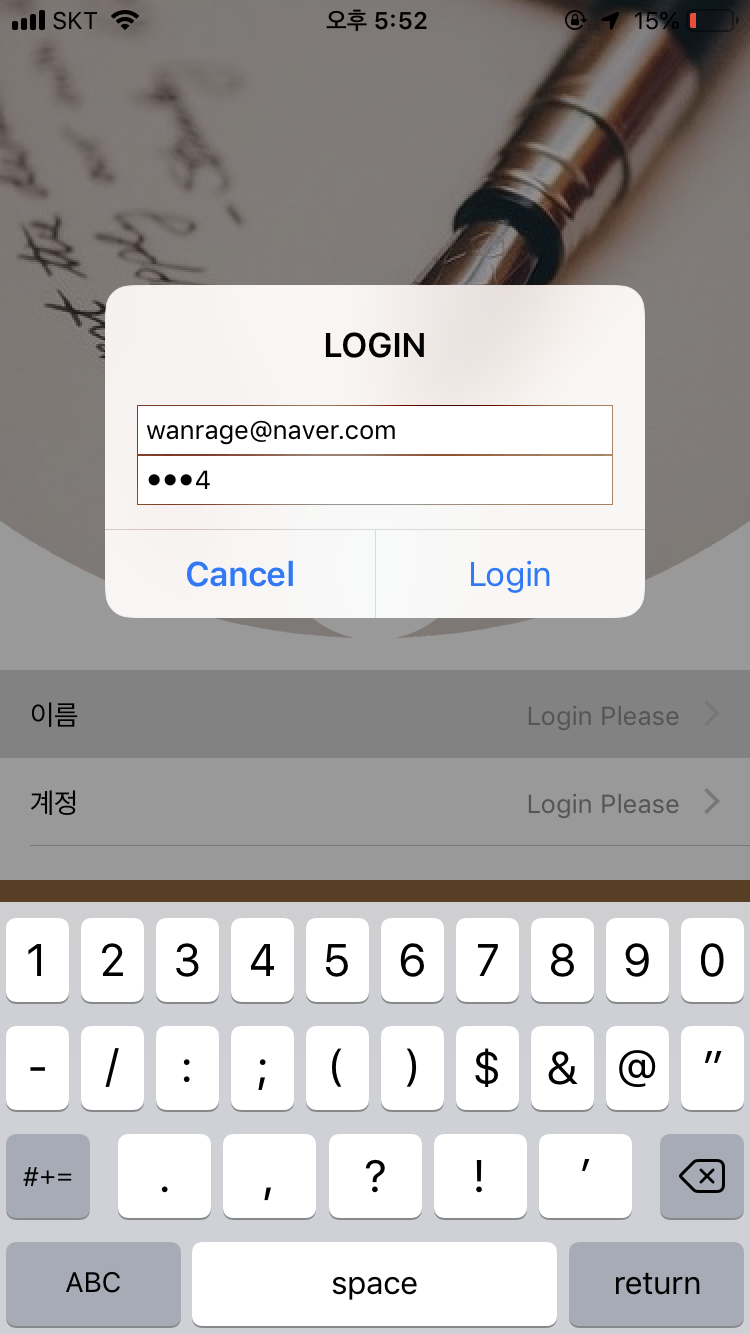 SKT 오후 5:52 15%
LOGIN
wanrage@naver.com
●●●4
Cancel Login
이름 Login Please
계정 Login Please
1 2 3 4 5 6 7 8 9 0
- / : ; ( ) $ & @ "
#+= . , ? ! '
ABC space return